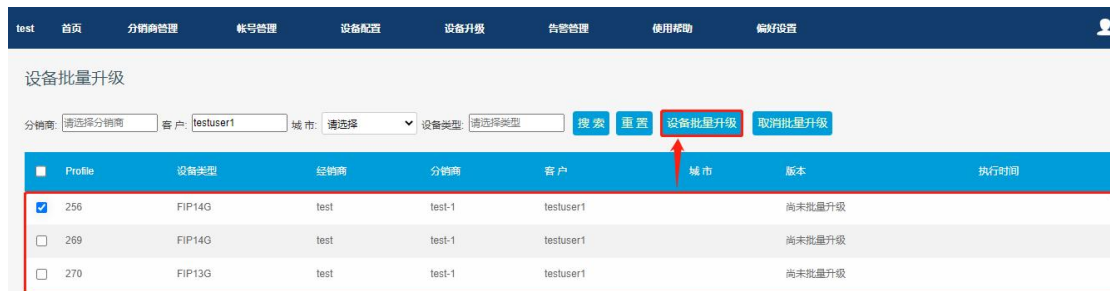 test 首页 分销商管理 帐号管理 设备配置 设备升级 告警管理 使用帮助 偏好设置
设备批量升级
分销商: 请选择分销商 客户: testuser1 城市: 请选择 设备类型: 请选择类型 搜索 重置 设备批量升级 取消批量升级
Profile 设备类型 经销商 分销商 客户 城市 版本 执行时间
256 FIP14G test test-1 testuser1 尚未批量升级
269 FIP14G test test-1 testuser1 尚未批量升级
270 FIP13G test test-1 testuser1 尚未批量升级